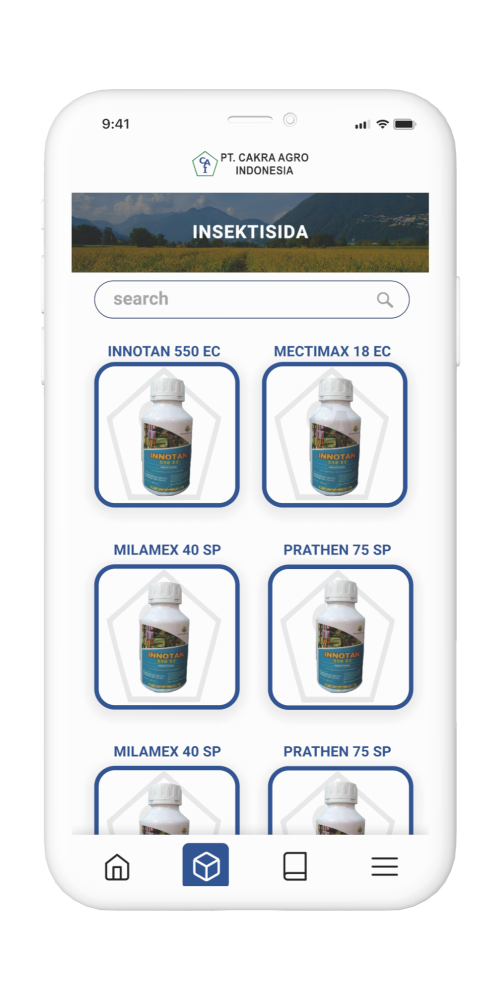 9:41
CAI
PT. CAKRA AGRO
INDONESIA
INSEKTISIDA
search
INNOTAN 550 EC
MECTIMAX 18 EC
INNOTAN
550 EC
INNOTAN
550 EC
MILAMEX 40 SP
PRATHEN 75 SP
INNOTAN
550 EC
INNOTAN
550 EC
MILAMEX 40 SP
PRATHEN 75 SP